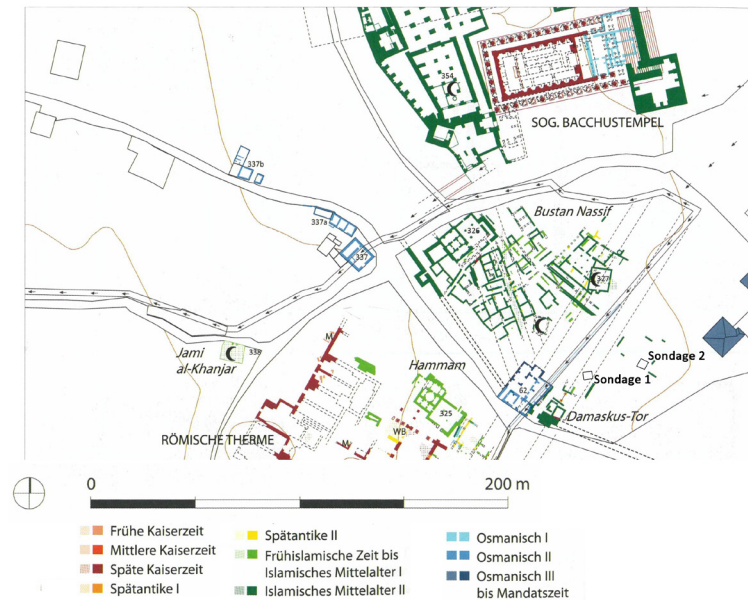 354
SOG. BACCHUSTEMPEL
337b
337a
337
Bustan Nassif
326
327
Jami
al-Khanjar
338
M
Hammam
325
62
Sondage 2
Sondage 1
Damaskus-Tor
RÖMISCHE THERME
WB
M
0
200 m
Frühe Kaiserzeit
Mittlere Kaiserzeit
Späte Kaiserzeit
Spätantike I
Spätantike II
Frühislamische Zeit bis
Islamisches Mittelalter I
Islamisches Mittelalter II
Osmanisch I
Osmanisch II
Osmanisch III
bis Mandatszeit